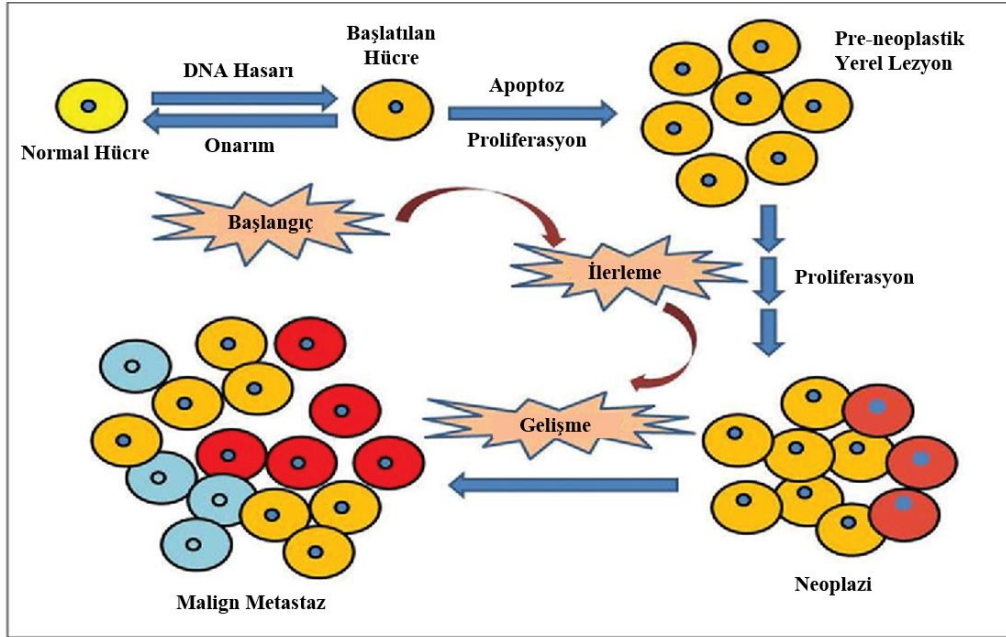 Başlatılan
Hücre
DNA Hasarı
Normal Hücre
Onarım
Apoptoz
Proliferasyon
Pre-neoplastik
Yerel Lezyon
Başlangıç
İlerleme
Proliferasyon
Gelişme
Neoplazi
Malign Metastaz